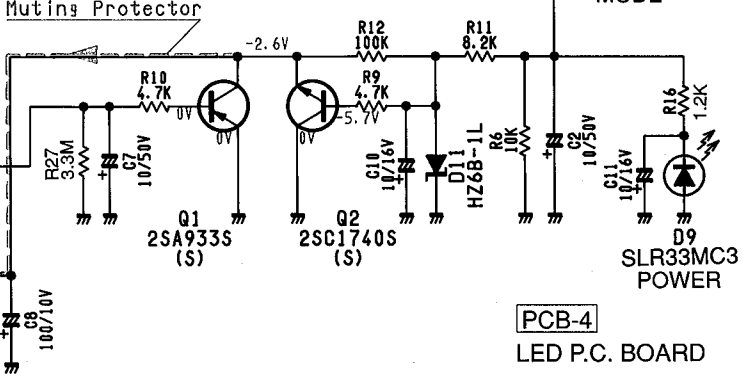 MODE
Muting Protector
-2.6V
R12
100K
R11
8.2K
R10
4.7K
0V
0V
0V
R9
4.7K
-5.7V
R16
1.2K
R27
3.3M
C7
10/50V
C10
10/16V
D11
HZ6B-1L
R6
10K
C2
10/50V
C11
10/16V
Q1
2SA933S
(S)
Q2
2SC1740S
(S)
D9
SLR33MC3
POWER
C8
100/10V
PCB-4
LED P.C. BOARD